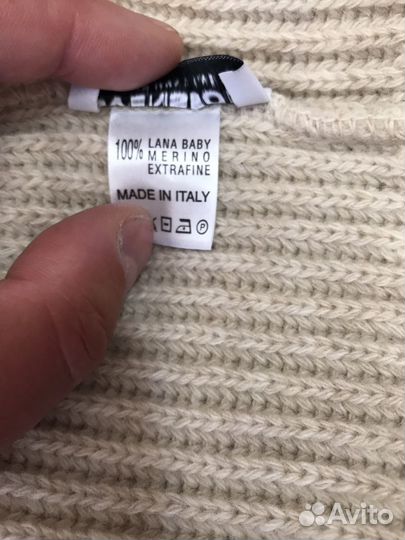 100% LANA BABY
MERINO
EXTRAFINE
MADE IN ITALY
P
Avito